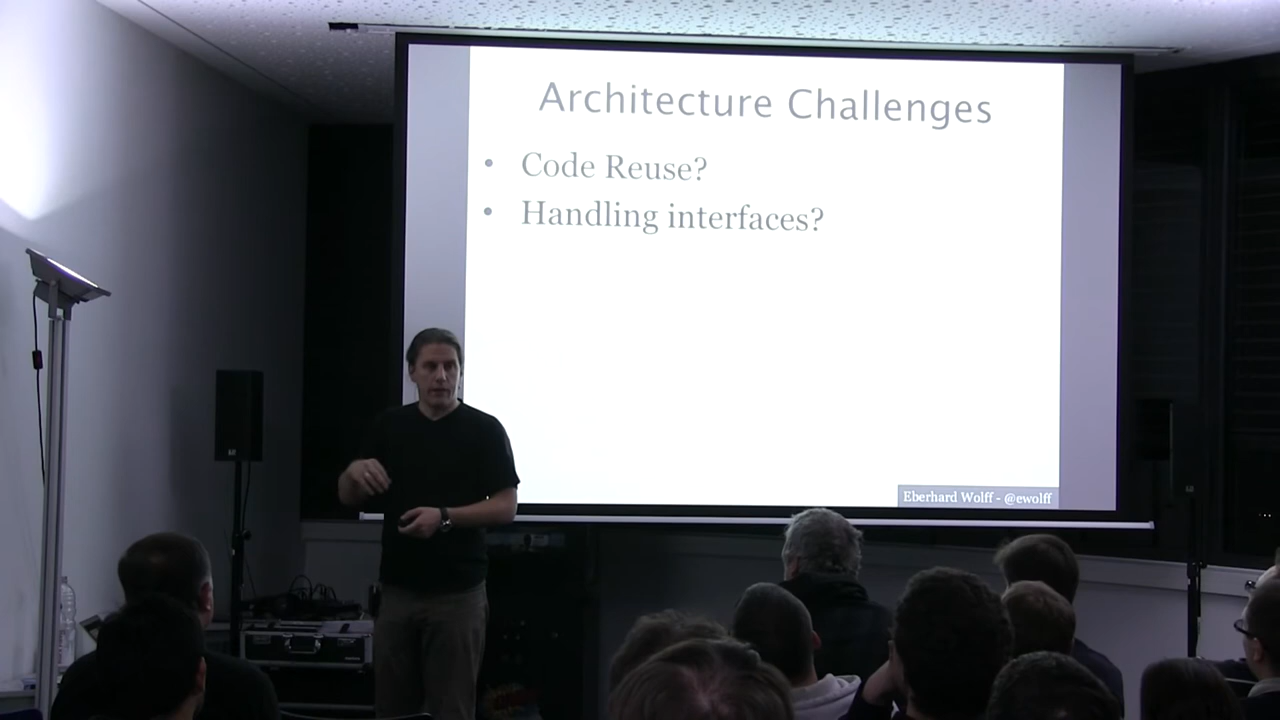 Architecture Challenges
• Code Reuse?
• Handling interfaces?
Eberhard Wolff - @ewolff